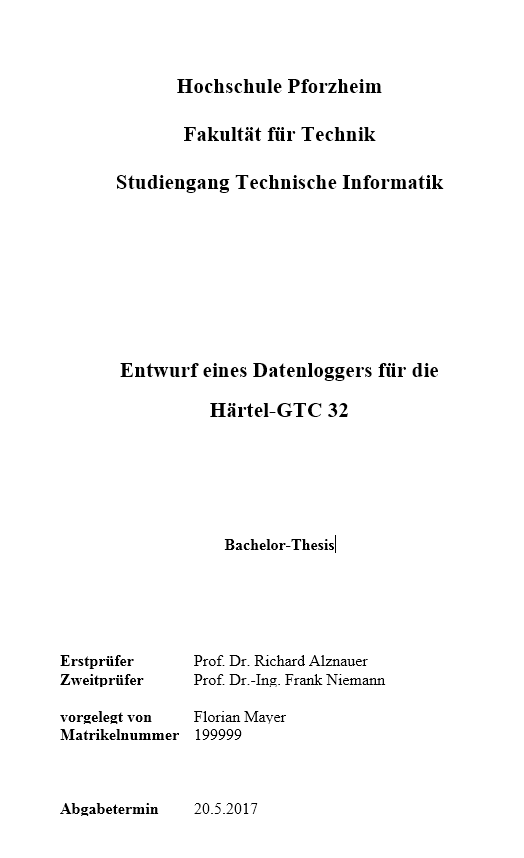 Hochschule Pforzheim
Fakultät für Technik
Studiengang Technische Informatik
Entwurf eines Datenloggers für die
Härtel-GTC 32
Bachelor-Thesis
Erstprüfer Prof. Dr. Richard Alznauer
Zweitprüfer Prof. Dr.-Ing. Frank Niemann
vorgelegt von Florian Mayer
Matrikelnummer 199999
Abgabetermin 20.5.2017